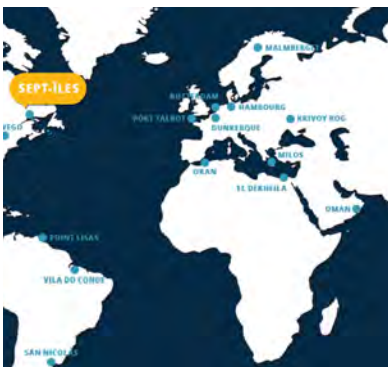 MALMBERGET
SEPT-ÎLES
ROTTERDAM
HAMBOURG
PORT TALBOT
KRIVOY ROG
DUNKERQUE
MILOS
ORAN
EL DEKHEILA
OMAN
POINT LISAS
VILA DO CONDE
SAN NICOLAS